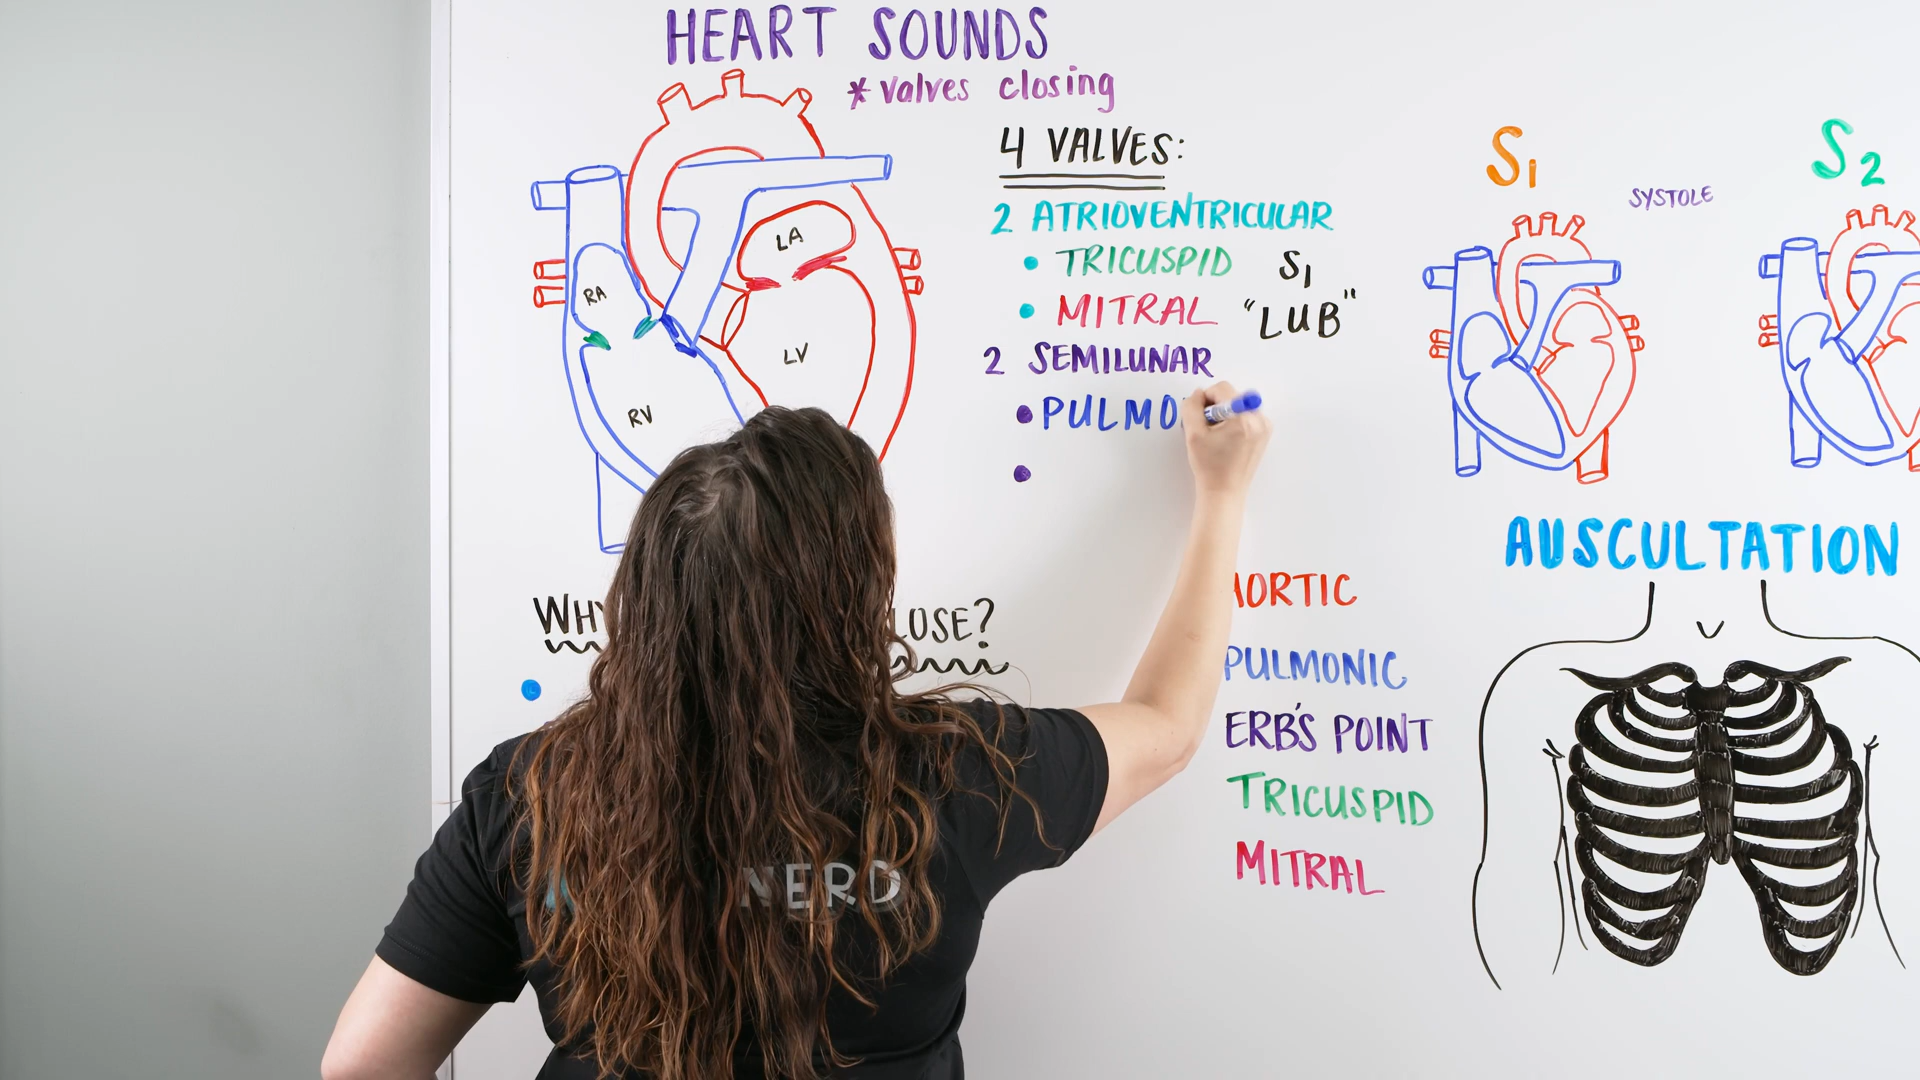 HEART SOUNDS
* valves closing
4 VALVES:
2 ATRIOVENTRICULAR
• TRICUSPID
• MITRAL
S1
"LUB"
2 SEMILUNAR
• PULMO
LA
RA
LV
RV
S1
SYSTOLE
S2
AUSCULTATION
WHY
LOSE?
AORTIC
PULMONIC
ERB'S POINT
TRICUSPID
MITRAL
NERD